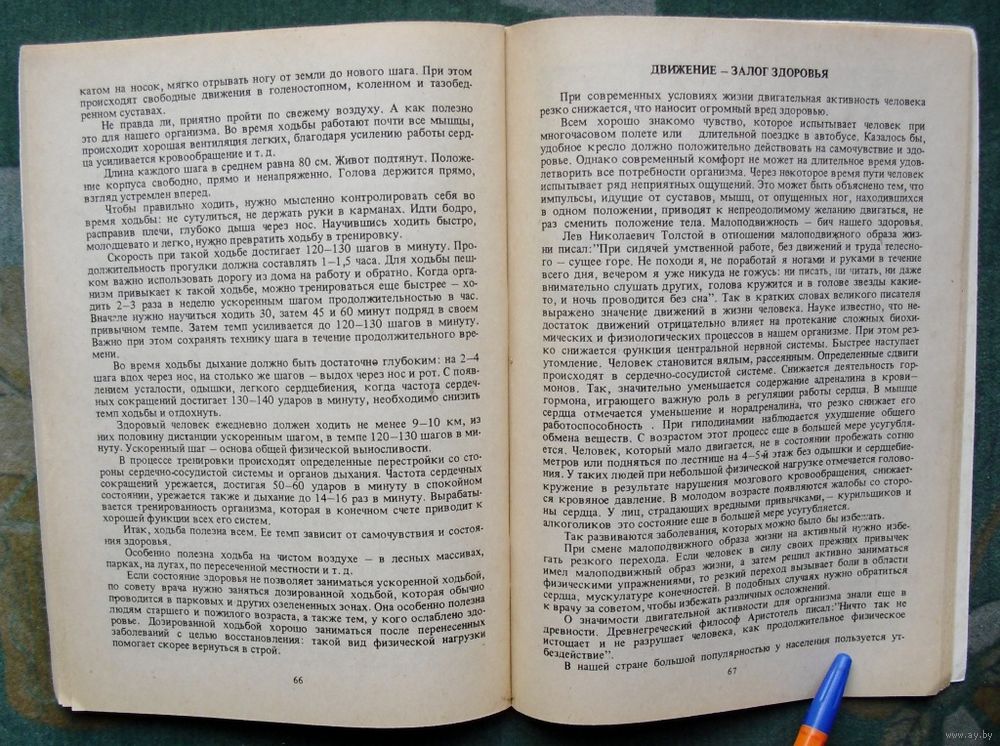 катом на носок, мягко отрывать ногу от земли до нового шага. При этом
происходят свободные движения в голеностопном, коленном и тазобед-
ренном суставах.
Не правда ли, приятно пройти по свежему воздуху. А как полезно
это для нашего организма. Во время ходьбы работают почти все мышцы,
происходит хорошая вентиляция легких, благодаря усилению работы серд-
ца усиливается кровообращение и т. д.
Длина каждого шага в среднем равна 80 см. Живот подтянут. Положе-
ние корпуса свободно, прямо и ненапряженно. Голова держится прямо,
взгляд устремлен вперед.
Чтобы правильно ходить, нужно мысленно контролировать себя во
время ходьбы: не сутулиться, не держать руки в карманах. Идти бодро,
расправив плечи, глубоко дыша через нос. Научившись ходить быстро,
молодцевато и легко, нужно превратить ходьбу в тренировку.
Скорость при такой ходьбе достигает 120—130 шагов в минуту. Про-
должительность прогулки должна составлять 1—1,5 часа. Для ходьбы пеш-
ком важно использовать дорогу из дома на работу и обратно. Когда орга-
низм привыкает к такой ходьбе, можно тренироваться еще быстрее — хо-
дить 2—3 раза в неделю ускоренным шагом продолжительностью в час.
Вначале нужно научиться ходить 30, затем 45 и 60 минут подряд в своем
привычном темпе. Затем темп усиливается до 120—130 шагов в минуту.
Важно при этом сохранять технику шага в течение продолжительного вре-
мени.
Во время ходьбы дыхание должно быть достаточно глубоким: на 2—4
шага вдох через нос, на столько же шагов — выдох через нос и рот. С появ-
лением усталости, одышки, легкого сердцебиения, когда частота сердеч-
ных сокращений достигает 130—140 ударов в минуту, необходимо снизить
темп ходьбы и отдохнуть.
Здоровый человек ежедневно должен ходить не менее 9—10 км, из
них половину дистанции ускоренным шагом, в темпе 120—130 шагов в ми-
нуту. Ускоренный шаг — основа общей физической выносливости.
В процессе тренировки происходят определенные перестройки со сто-
роны сердечно-сосудистой системы и органов дыхания. Частота сердечных
сокращений урежается, достигая 50—60 ударов в минуту в спокойном
состоянии, урежается также и дыхание до 14—16 раз в минуту. Вырабаты-
вается тренированность организма, которая в конечном счете приводит к
хорошей функции всех его систем.
Итак, ходьба полезна всем. Ее темп зависит от самочувствия и состоя-
ния здоровья.
Особенно полезна ходьба на чистом воздухе — в лесных массивах,
парках, на лугах, по пересеченной местности и т. д.
Если состояние здоровья не позволяет заниматься ускоренной ходьбой,
по совету врача нужно заняться дозированной ходьбой, которая обычно
проводится в парковых и других озелененных зонах. Она особенно полезна
людям старшего и пожилого возраста, а также тем, у кого ослаблено здо-
ровье. Дозированной ходьбой хорошо заниматься после перенесенных
заболеваний с целью восстановления: такой вид физической нагрузки
помогает скорее вернуться в строй.
66
ДВИЖЕНИЕ — ЗАЛОГ ЗДОРОВЬЯ
При современных условиях жизни двигательная активность человека
резко снижается, что наносит огромный вред здоровью.
Всем хорошо знакомо чувство, которое испытывает человек при
многочасовом полете или длительной поездке в автобусе. Казалось бы,
удобное кресло должно положительно действовать на самочувствие и здо-
ровье. Однако современный комфорт не может на длительное время удов-
летворить все потребности организма. Через некоторое время пути человек
испытывает ряд неприятных ощущений. Это может быть объяснено тем, что
импульсы, идущие от суставов, мышц, от опущенных ног, находившихся
в одном положении, приводят к непреодолимому желанию двигаться, не
раз сменить положение тела. Малоподвижность — бич нашего здоровья.
Лев Николаевич Толстой в отношении малоподвижного образа жиз-
ни писал:"При сидячей умственной работе, без движений и труда телесно-
го — сущее горе. Не походи я, не поработай я ногами и руками в течение
всего дня, вечером я уже никуда не гожусь: ни писать, ни читать, ни даже
внимательно слушать других, голова кружится и в голове звезды какие-
то, и ночь проводится без сна". Так в кратких словах великого писателя
выражено значение движений в жизни человека. Науке известно, что не-
достаток движений отрицательно влияет на протекание сложных биохи-
мических и физиологических процессов в нашем организме. При этом рез-
ко снижается функция центральной нервной системы. Быстрее наступает
утомление. Человек становится вялым, рассеянным. Определенные сдвиги
происходят в сердечно-сосудистой системе. Снижается деятельность гор-
монов. Так, значительно уменьшается содержание адреналина в крови —
гормона, играющего важную роль в регуляции работы сердца. В мышце
сердца отмечается уменьшение и норадреналина, что резко снижает его
работоспособность . При гиподинамии наблюдается ухудшение общего
обмена веществ. С возрастом этот процесс еще в большей мере усугубля-
ется. Человек, который мало двигается, не в состоянии пробежать сотню
метров или подняться по лестнице на 4—5-й этаж без одышки и сердцебие-
ния. У таких людей при небольшой физической нагрузке отмечается голово-
кружение в результате нарушения мозгового кровообращения, снижает-
ся кровяное давление. В молодом возрасте появляются жалобы со сторо-
ны сердца. У лиц, страдающих вредными привычками, — курильщиков и
алкоголиков это состояние еще в большей мере усугубляется.
Так развиваются заболевания, которых можно было бы избежать.
При смене малоподвижного образа жизни на активный нужно избе-
гать резкого перехода. Если человек в силу своих прежних привычек
имел малоподвижный образ жизни, а затем решил активно заниматься
физическими упражнениями, то резкий переход вызывает боли в области
сердца, мускулатуре конечностей. В подобных случаях нужно обратиться
к врачу за советом, чтобы избежать различных осложнений.
О значимости двигательной активности для организма знали еще в
древности. Древнегреческий философ Аристотель писал:"Ничто так не
истощает и не разрушает человека, как продолжительное физическое
бездействие".
В нашей стране большой популярностью у населения пользуется ут-
67
www.ay.by